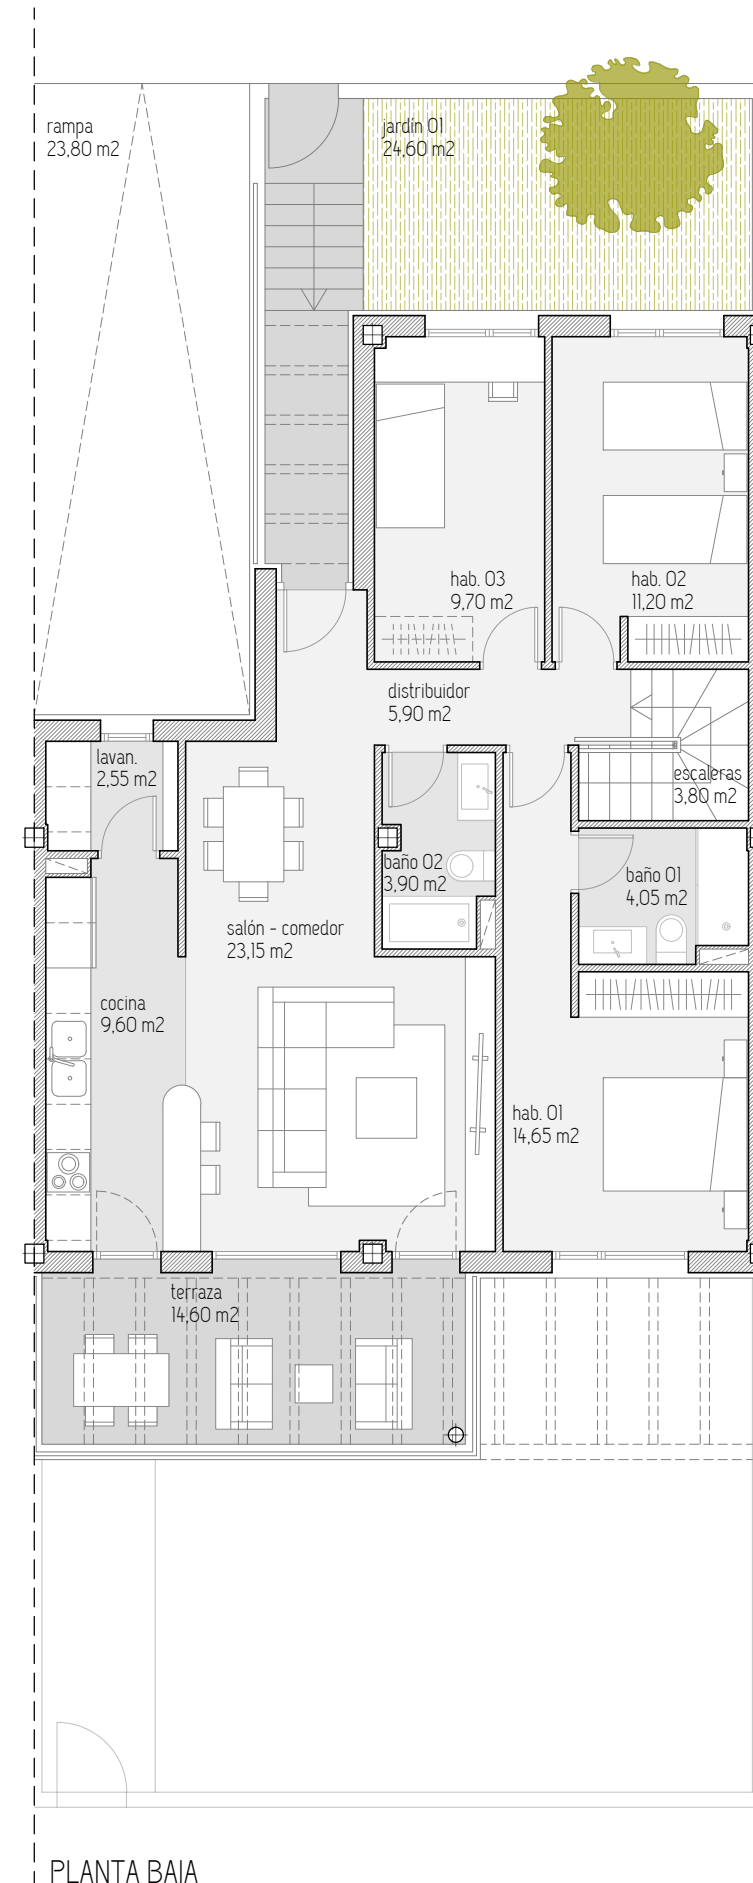 rampa
23,80 m2
jardín 01
24,60 m2
hab. 03
9,70 m2
hab. 02
11,20 m2
distribuidor
5,90 m2
lavan.
2,55 m2
escaleras
3,80 m2
baño 02
3,90 m2
baño 01
4,05 m2
salón - comedor
23,15 m2
cocina
9,60 m2
hab. 01
14,65 m2
terraza
14,60 m2
PLANTA BAJA